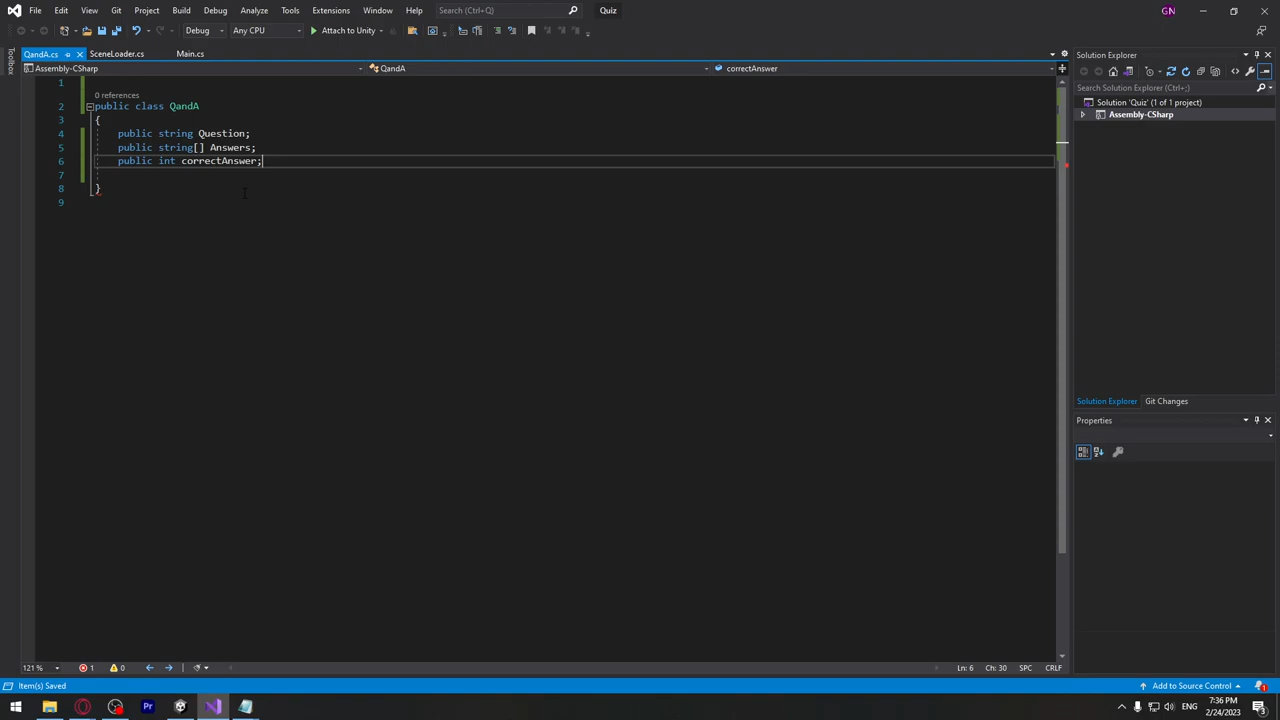 File Edit View Git Project Build Debug Test Analyze Tools Extensions Window Help Search (Ctrl+Q) Quiz GN
Debug Any CPU Attach to Unity
Toolbox
QandA.cs SceneLoader.cs Main.cs
Assembly-CSharp QandA correctAnswer
1
0 references
2 public class QandA
3 {
4 public string Question;
5 public string[] Answers;
6 public int correctAnswer;
7
8 }
9
Solution Explorer
Search Solution Explorer (Ctrl+;)
Solution 'Quiz' (1 of 1 project)
Assembly-CSharp
Solution Explorer Git Changes
Properties
121 % 1 0 Ln: 6 Ch: 30 SPC CRLF
Item(s) Saved Add to Source Control 1
Pr ENG 7:36 PM
2/24/2023 3